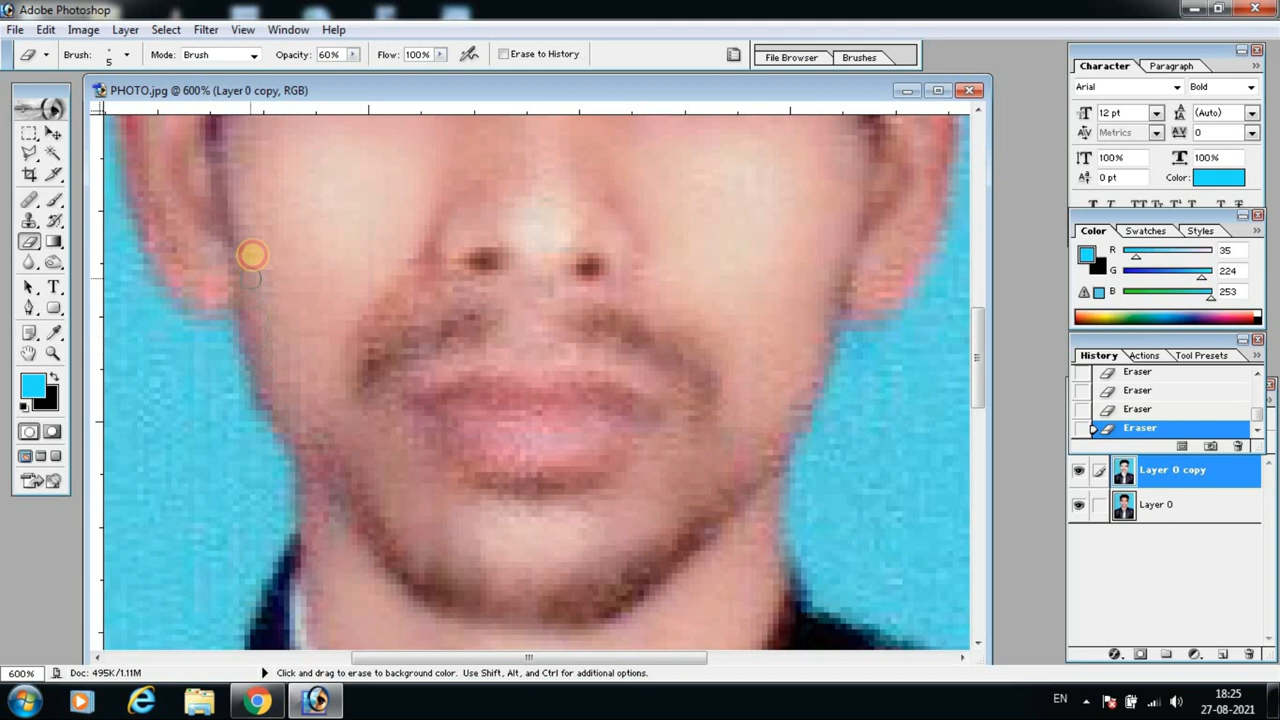 Adobe Photoshop
File Edit Image Layer Select Filter View Window Help
Brush: 5 Mode: Brush Opacity: 60% Flow: 100% Erase to History File Browser Brushes
PHOTO.jpg @ 600% (Layer 0 copy, RGB)
Character Paragraph
Arial Bold
12 pt (Auto)
Metrics 0
100% 100%
0 pt Color:
T T TT Tr T' T, T T
Color Swatches Styles
R 35
G 224
B 253
History Actions Tool Presets
Eraser
Eraser
Eraser
Eraser
Layer 0 copy
Layer 0
600% Doc: 495K/1.11M Click and drag to erase to background color. Use Shift, Alt, and Ctrl for additional options.
EN 18:25
27-08-2021